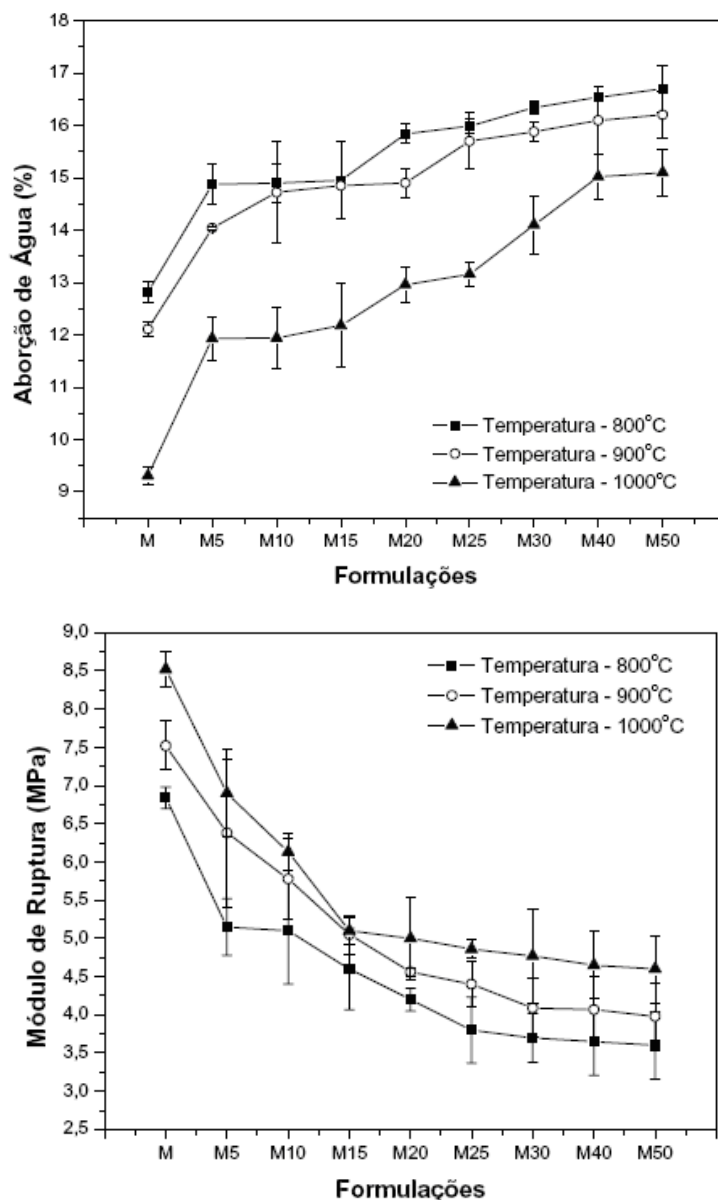 18
17
16
15
14
13
12
11
10
9
Aborção de Água (%)
Temperatura - 800°C
Temperatura - 900°C
Temperatura - 1000°C
M M5 M10 M15 M20 M25 M30 M40 M50
Formulações
9,0
8,5
8,0
7,5
7,0
6,5
6,0
5,5
5,0
4,5
4,0
3,5
3,0
2,5
Módulo de Ruptura (MPa)
Temperatura - 800°C
Temperatura - 900°C
Temperatura - 1000°C
M M5 M10 M15 M20 M25 M30 M40 M50
Formulações